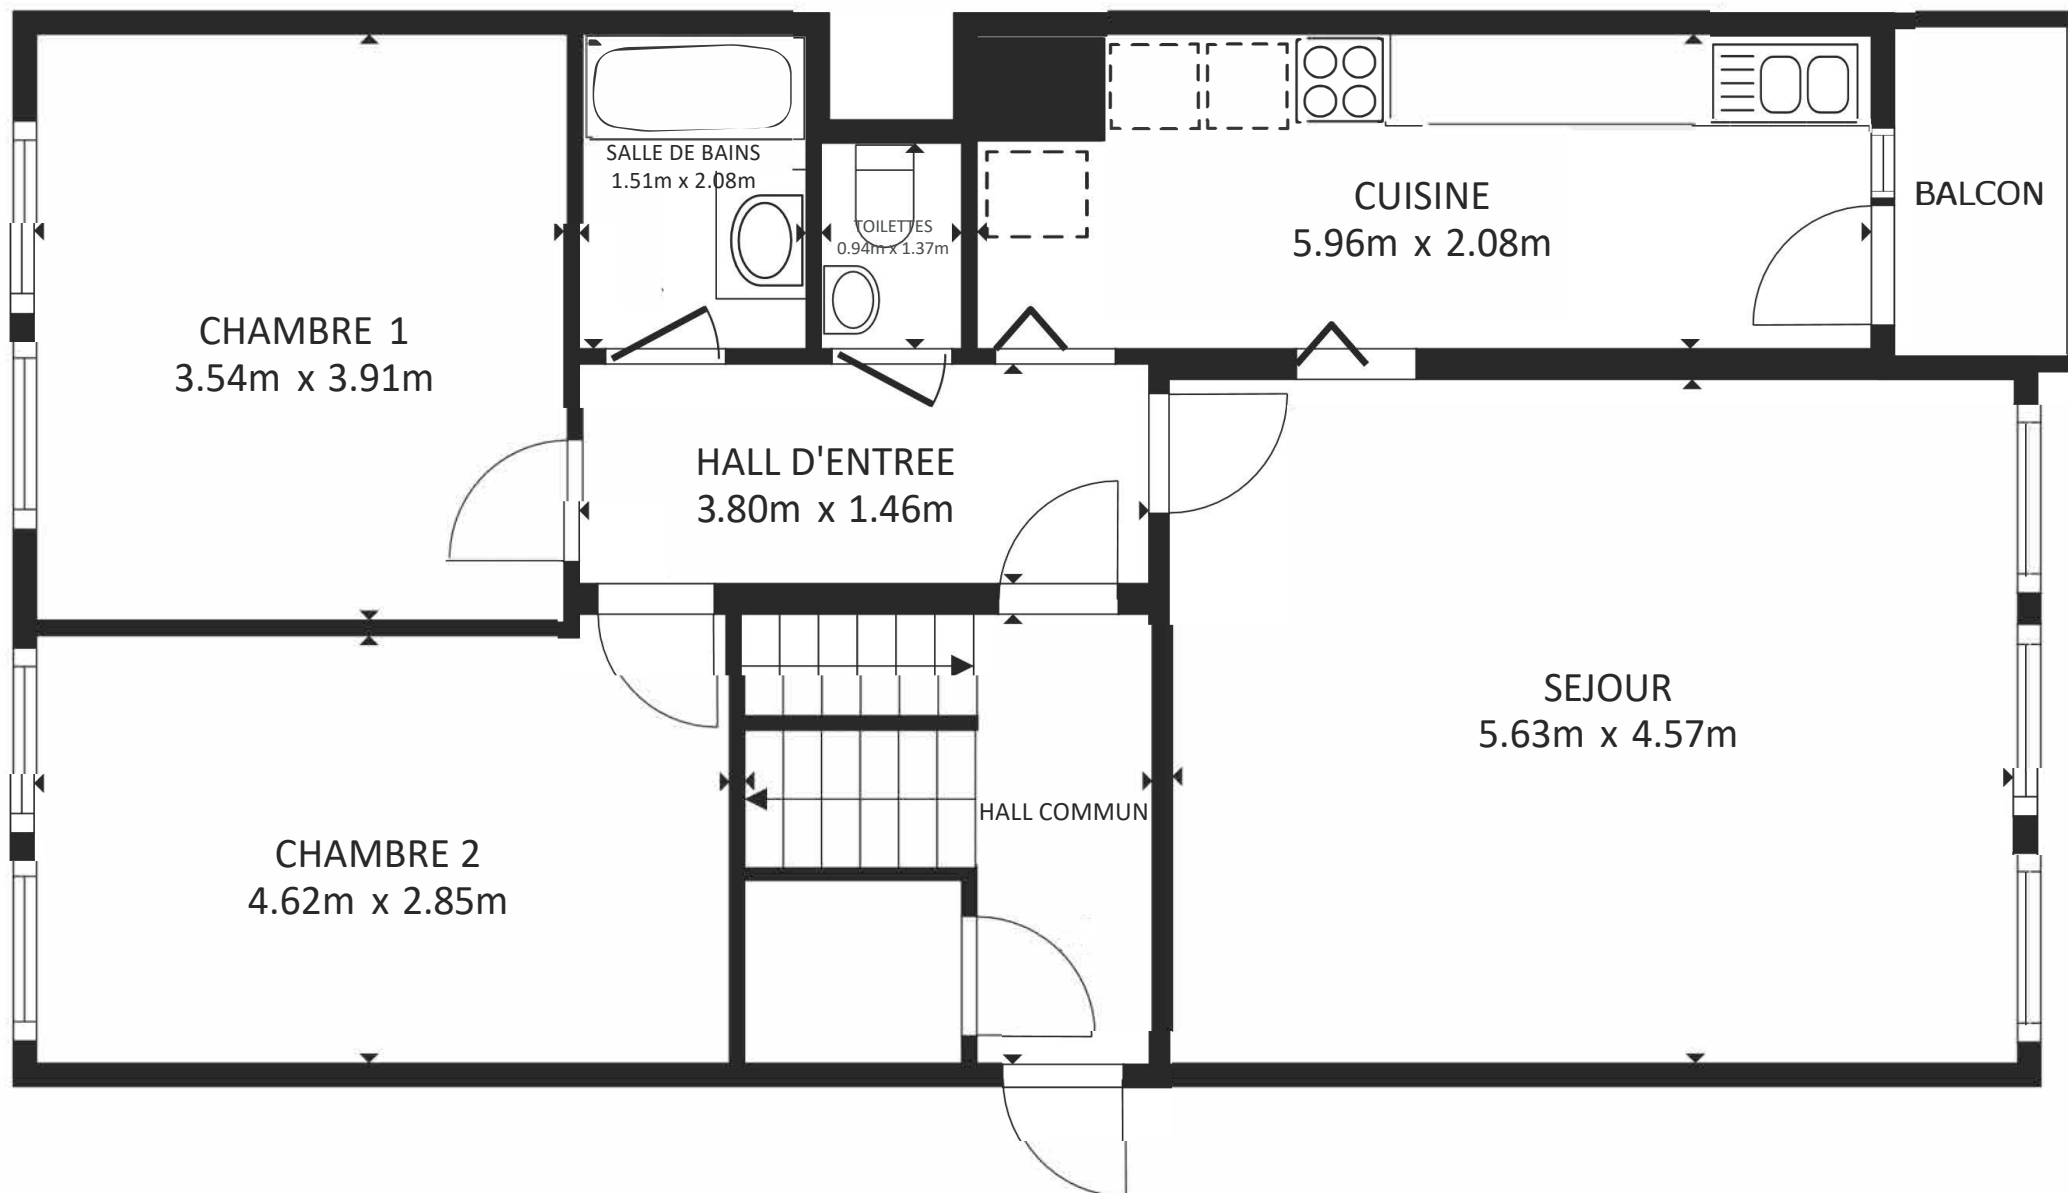 SALLE DE BAINS
1.51m x 2.08m
TOILETTES
0.94m x 1.37m
CUISINE
5.96m x 2.08m
BALCON
CHAMBRE 1
3.54m x 3.91m
HALL D'ENTREE
3.80m x 1.46m
SEJOUR
5.63m x 4.57m
HALL COMMUN
CHAMBRE 2
4.62m x 2.85m